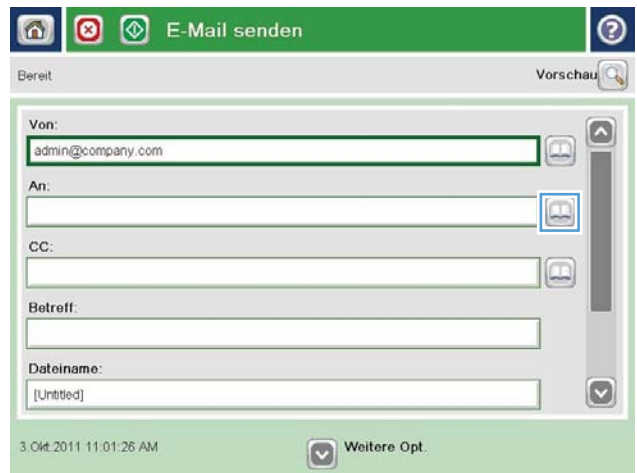 E-Mail senden
Bereit
Vorschau
Von:
admin@company.com
An:
CC:
Betreff:
Dateiname:
[Untitled]
3.Okt.2011 11:01:26 AM
Weitere Opt.